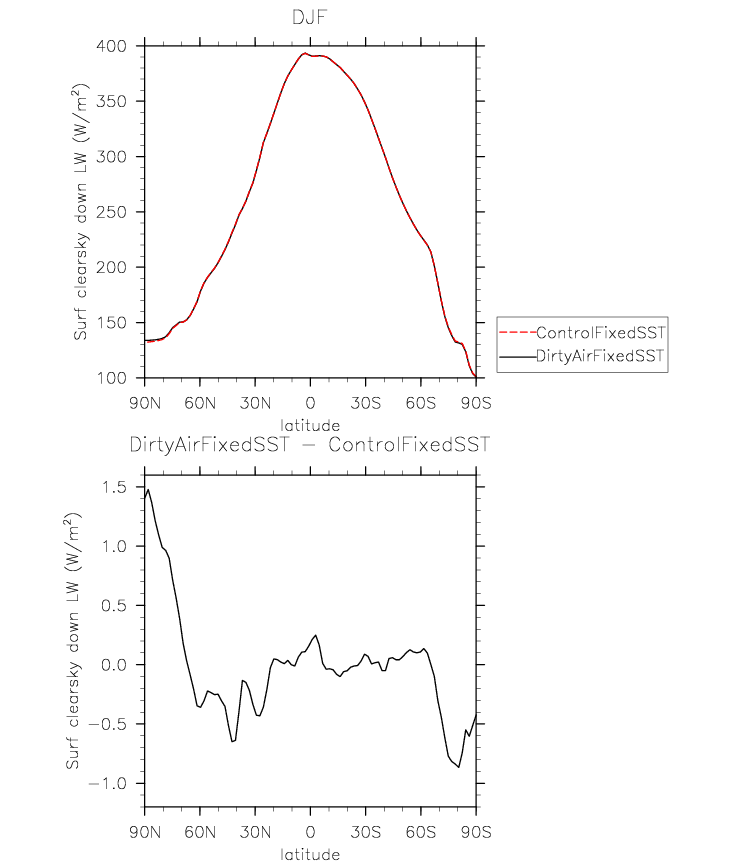 DJF
Surf clearsky down LW (W/m²)
400
350
300
250
200
150
100
90N 60N 30N 0 30S 60S 90S
latitude
ControlFixedSST
DirtyAirFixedSST
DirtyAirFixedSST − ControlFixedSST
Surf clearsky down LW (W/m²)
1.5
1.0
0.5
0.0
−0.5
−1.0
90N 60N 30N 0 30S 60S 90S
latitude